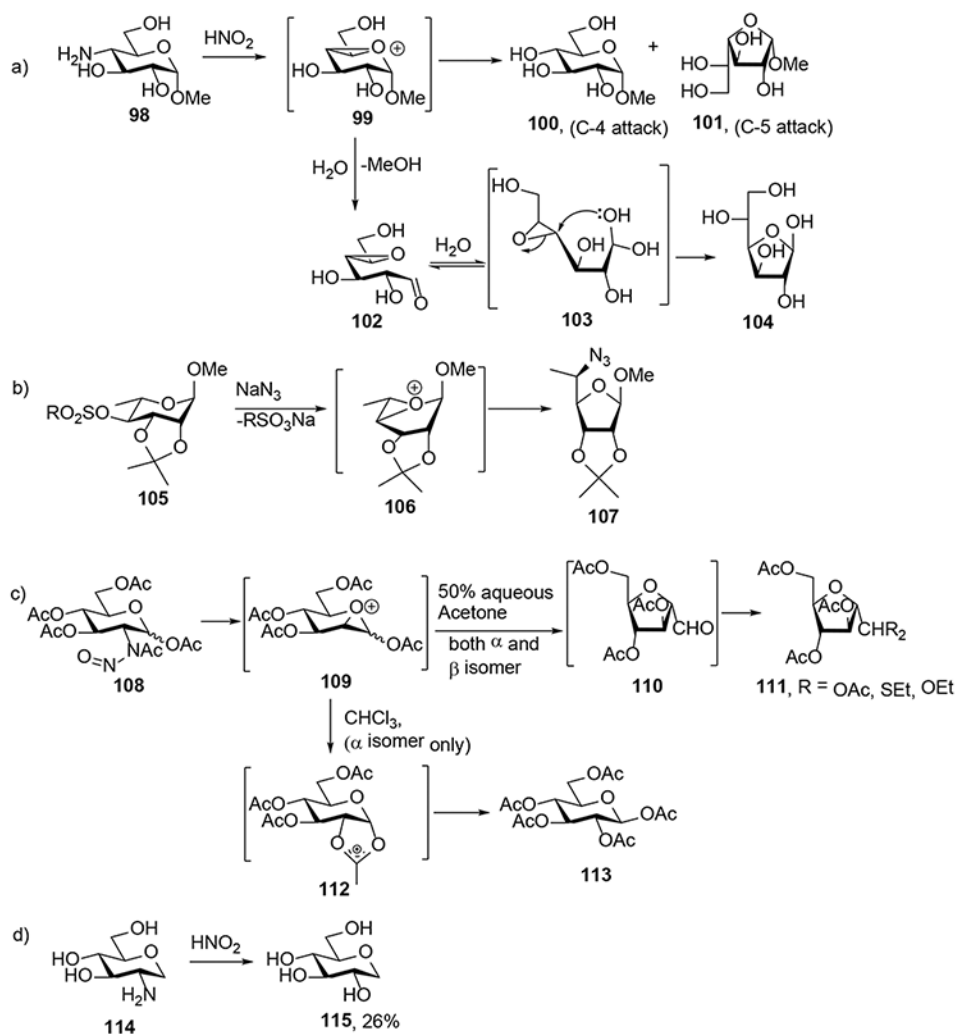 a)
HO
H₂N
HO
HO
OMe
98
HNO₂
HO
⊕
O
HO
HO
OMe
99
OH
HO
O
HO
HO
OMe
100, (C-4 attack)
+
O
HO
HO
OMe
HO
OH
101, (C-5 attack)
H₂O
-MeOH
OH
O
HO
HO
O
102
H₂O
HO
:OH
O
OH
OH
OH
103
OH
HO
OH
O
OH
OH
104
b)
OMe
RO₂SO
O
O
O
105
NaN₃
-RSO₃Na
OMe
⊕
O
O
O
106
N₃
O
OMe
O
O
107
c)
OAc
AcO
O
AcO
OAc
NAc
O
N
108
OAc
AcO
O
⊕
AcO
OAc
109
50% aqueous
Acetone
both α and
β isomer
AcO
O
AcO
CHO
AcO
110
AcO
O
AcO
CHR₂
AcO
111, R = OAc, SEt, OEt
CHCl₃,
(α isomer only)
OAc
AcO
O
AcO
O
O
⊕
112
OAc
AcO
O
AcO
OAc
OAc
113
d)
OH
HO
O
HO
H₂N
114
HNO₂
OH
HO
O
HO
HO
115, 26%